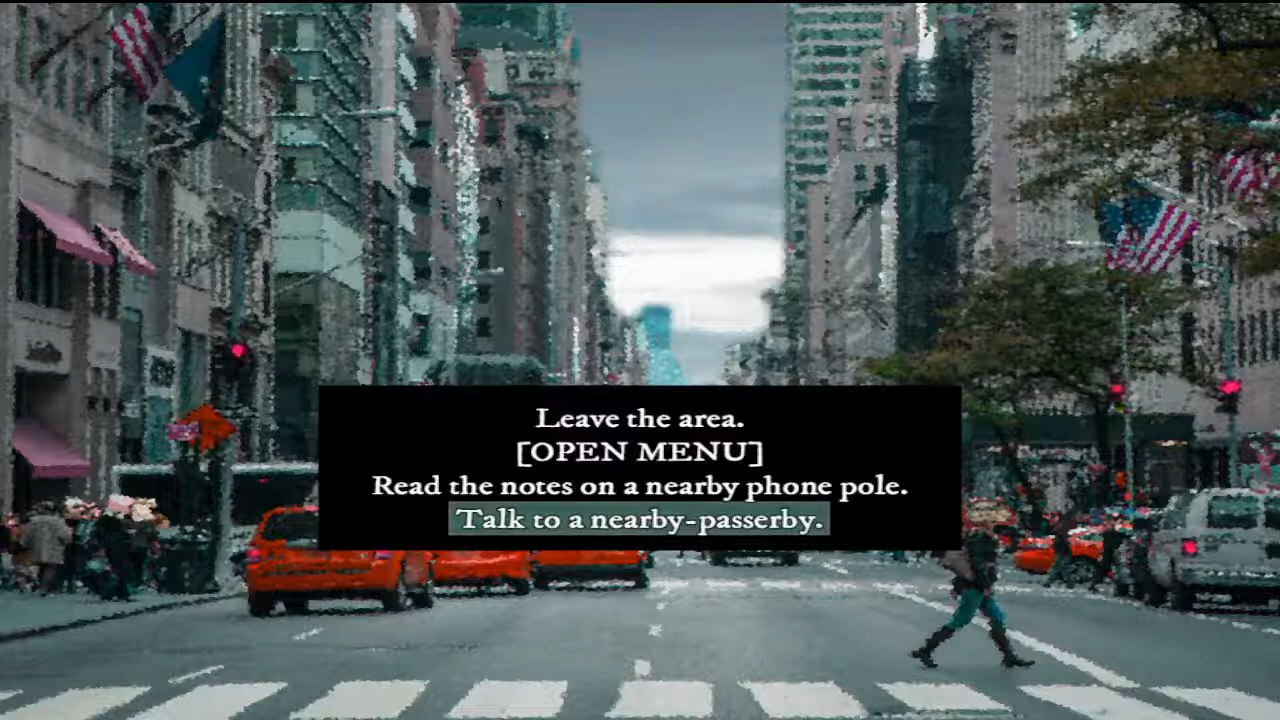 Leave the area.
[OPEN MENU]
Read the notes on a nearby phone pole.
Talk to a nearby-passerby.